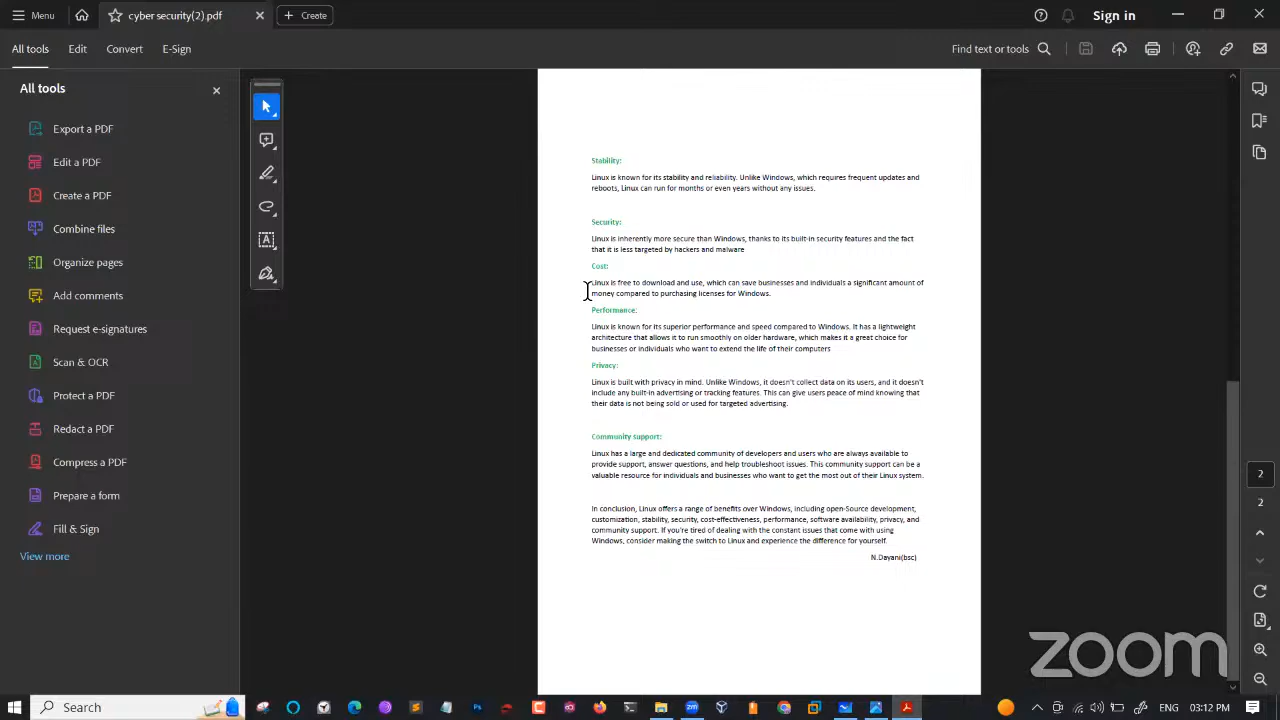 Menu
cyber security(2).pdf
Create
Sign in
All tools
Edit
Convert
E-Sign
Find text or tools
All tools
Export a PDF
Edit a PDF
Create a PDF
Combine files
Organize pages
Add comments
Request e-signatures
Scan & OCR
Protect a PDF
Redact a PDF
Compress a PDF
Prepare a form
Fill & Sign
View more
Stability:
Linux is known for its stability and reliability. Unlike Windows, which requires frequent updates and
reboots, Linux can run for months or even years without any issues.
Security:
Linux is inherently more secure than Windows, thanks to its built-in security features and the fact
that it is less targeted by hackers and malware
Cost:
Linux is free to download and use, which can save businesses and individuals a significant amount of
money compared to purchasing licenses for Windows.
Performance:
Linux is known for its superior performance and speed compared to Windows. It has a lightweight
architecture that allows it to run smoothly on older hardware, which makes it a great choice for
businesses or individuals who want to extend the life of their computers
Privacy:
Linux is built with privacy in mind. Unlike Windows, it doesn't collect data on its users, and it doesn't
include any built-in advertising or tracking features. This can give users peace of mind knowing that
their data is not being sold or used for targeted advertising.
Community support:
Linux has a large and dedicated community of developers and users who are always available to
provide support, answer questions, and help troubleshoot issues. This community support can be a
valuable resource for individuals and businesses who want to get the most out of their Linux system.
In conclusion, Linux offers a range of benefits over Windows, including open-Source development,
customization, stability, security, cost-effectiveness, performance, software availability, privacy, and
community support. If you're tired of dealing with the constant issues that come with using
Windows, consider making the switch to Linux and experience the difference for yourself.
N.Dayani(bsc)
2
zoom
Search
ENG
03:12 PM